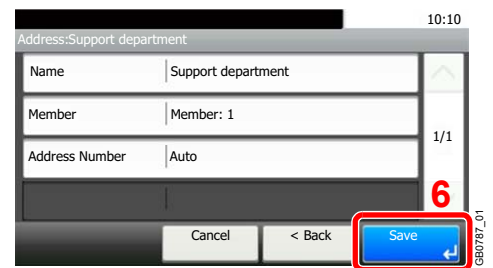 10:10
Address:Support department
Name Support department
Member Member: 1
1/1
Address Number Auto
6
Cancel < Back Save
GB0787_01